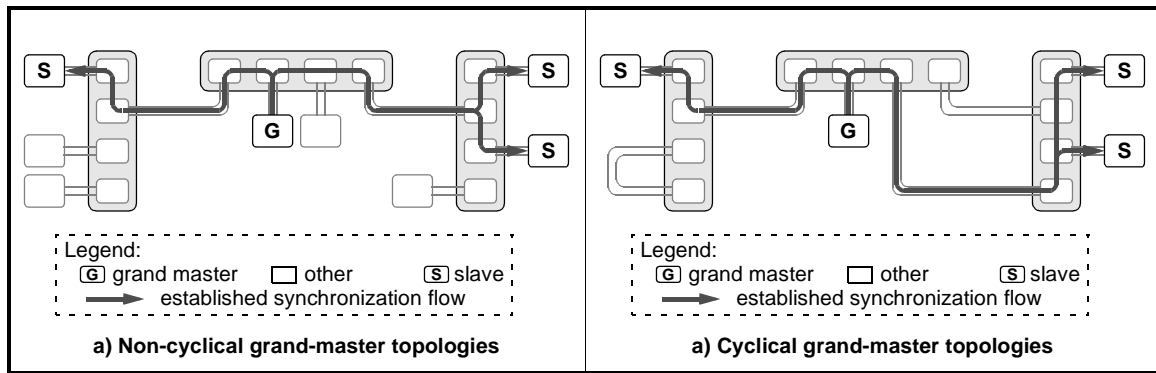 S
S
G
S
Legend:
G grand master other S slave
established synchronization flow
a) Non-cyclical grand-master topologies
S
S
G
S
Legend:
G grand master other S slave
established synchronization flow
a) Cyclical grand-master topologies